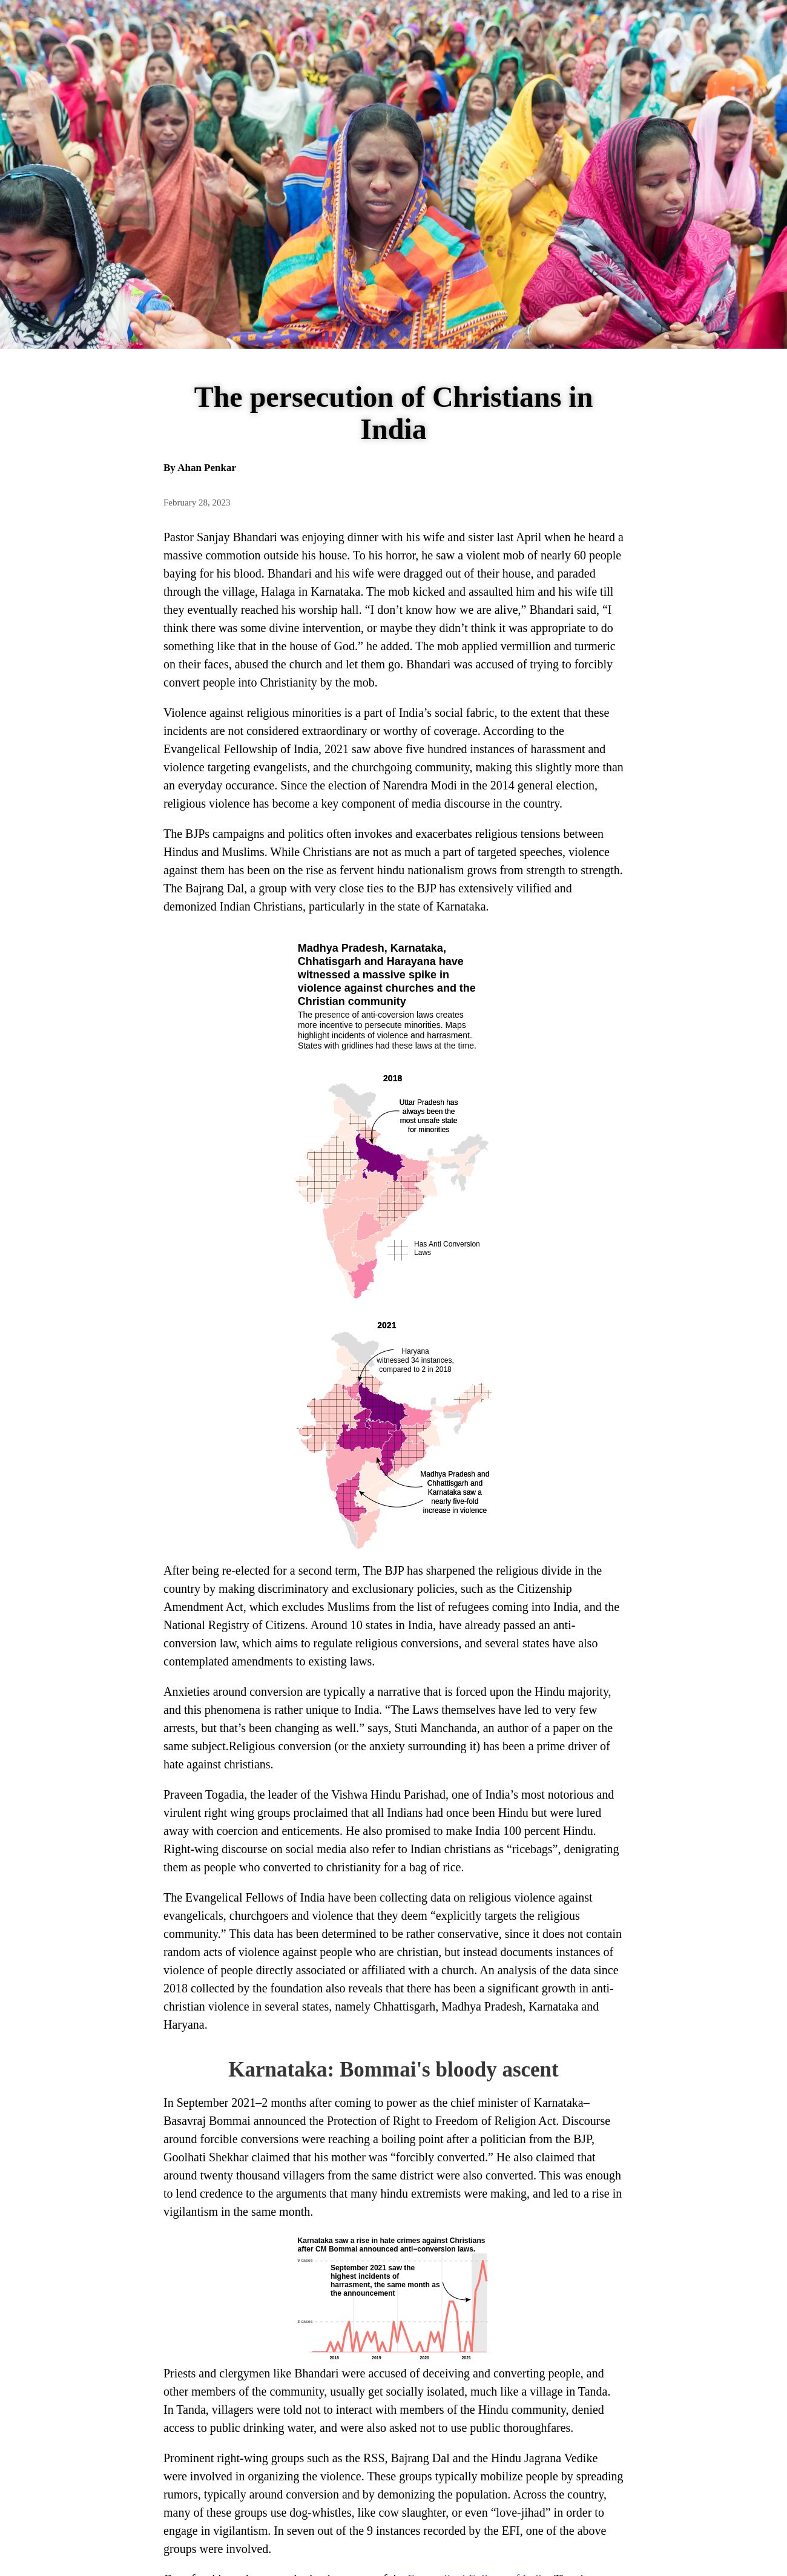 The persecution of Christians in
India
By Ahan Penkar
February 28, 2023
Pastor Sanjay Bhandari was enjoying dinner with his wife and sister last April when he heard a
massive commotion outside his house. To his horror, he saw a violent mob of nearly 60 people
baying for his blood. Bhandari and his wife were dragged out of their house, and paraded
through the village, Halaga in Karnataka. The mob kicked and assaulted him and his wife till
they eventually reached his worship hall. “I don’t know how we are alive,” Bhandari said, “I
think there was some divine intervention, or maybe they didn’t think it was appropriate to do
something like that in the house of God.” he added. The mob applied vermillion and turmeric
on their faces, abused the church and let them go. Bhandari was accused of trying to forcibly
convert people into Christianity by the mob.
Violence against religious minorities is a part of India’s social fabric, to the extent that these
incidents are not considered extraordinary or worthy of coverage. According to the
Evangelical Fellowship of India, 2021 saw above five hundred instances of harassment and
violence targeting evangelists, and the churchgoing community, making this slightly more than
an everyday occurance. Since the election of Narendra Modi in the 2014 general election,
religious violence has become a key component of media discourse in the country.
The BJPs campaigns and politics often invokes and exacerbates religious tensions between
Hindus and Muslims. While Christians are not as much a part of targeted speeches, violence
against them has been on the rise as fervent hindu nationalism grows from strength to strength.
The Bajrang Dal, a group with very close ties to the BJP has extensively vilified and
demonized Indian Christians, particularly in the state of Karnataka.
Madhya Pradesh, Karnataka,
Chhatisgarh and Harayana have
witnessed a massive spike in
violence against churches and the
Christian community
The presence of anti-coversion laws creates
more incentive to persecute minorities. Maps
highlight incidents of violence and harrasment.
States with gridlines had these laws at the time.
2018
Uttar Pradesh has
always been the
most unsafe state
for minorities
Has Anti Conversion
Laws
2021
Haryana
witnessed 34 instances,
compared to 2 in 2018
Madhya Pradesh and
Chhattisgarh and
Karnataka saw a
nearly five-fold
increase in violence
After being re-elected for a second term, The BJP has sharpened the religious divide in the
country by making discriminatory and exclusionary policies, such as the Citizenship
Amendment Act, which excludes Muslims from the list of refugees coming into India, and the
National Registry of Citizens. Around 10 states in India, have already passed an anti-
conversion law, which aims to regulate religious conversions, and several states have also
contemplated amendments to existing laws.
Anxieties around conversion are typically a narrative that is forced upon the Hindu majority,
and this phenomena is rather unique to India. “The Laws themselves have led to very few
arrests, but that’s been changing as well.” says, Stuti Manchanda, an author of a paper on the
same subject.Religious conversion (or the anxiety surrounding it) has been a prime driver of
hate against christians.
Praveen Togadia, the leader of the Vishwa Hindu Parishad, one of India’s most notorious and
virulent right wing groups proclaimed that all Indians had once been Hindu but were lured
away with coercion and enticements. He also promised to make India 100 percent Hindu.
Right-wing discourse on social media also refer to Indian christians as “ricebags”, denigrating
them as people who converted to christianity for a bag of rice.
The Evangelical Fellows of India have been collecting data on religious violence against
evangelicals, churchgoers and violence that they deem “explicitly targets the religious
community.” This data has been determined to be rather conservative, since it does not contain
random acts of violence against people who are christian, but instead documents instances of
violence of people directly associated or affiliated with a church. An analysis of the data since
2018 collected by the foundation also reveals that there has been a significant growth in anti-
christian violence in several states, namely Chhattisgarh, Madhya Pradesh, Karnataka and
Haryana.
Karnataka: Bommai's bloody ascent
In September 2021–2 months after coming to power as the chief minister of Karnataka–
Basavraj Bommai announced the Protection of Right to Freedom of Religion Act. Discourse
around forcible conversions were reaching a boiling point after a politician from the BJP,
Goolhati Shekhar claimed that his mother was “forcibly converted.” He also claimed that
around twenty thousand villagers from the same district were also converted. This was enough
to lend credence to the arguments that many hindu extremists were making, and led to a rise in
vigilantism in the same month.
Karnataka saw a rise in hate crimes against Christians
after CM Bommai announced anti–conversion laws.
9 cases
September 2021 saw the
highest incidents of
harrasment, the same month as
the announcement
3 cases
2018 2019 2020 2021
Priests and clergymen like Bhandari were accused of deceiving and converting people, and
other members of the community, usually get socially isolated, much like a village in Tanda.
In Tanda, villagers were told not to interact with members of the Hindu community, denied
access to public drinking water, and were also asked not to use public thoroughfares.
Prominent right-wing groups such as the RSS, Bajrang Dal and the Hindu Jagrana Vedike
were involved in organizing the violence. These groups typically mobilize people by spreading
rumors, typically around conversion and by demonizing the population. Across the country,
many of these groups use dog-whistles, like cow slaughter, or even “love-jihad” in order to
engage in vigilantism. In seven out of the 9 instances recorded by the EFI, one of the above
groups were involved.